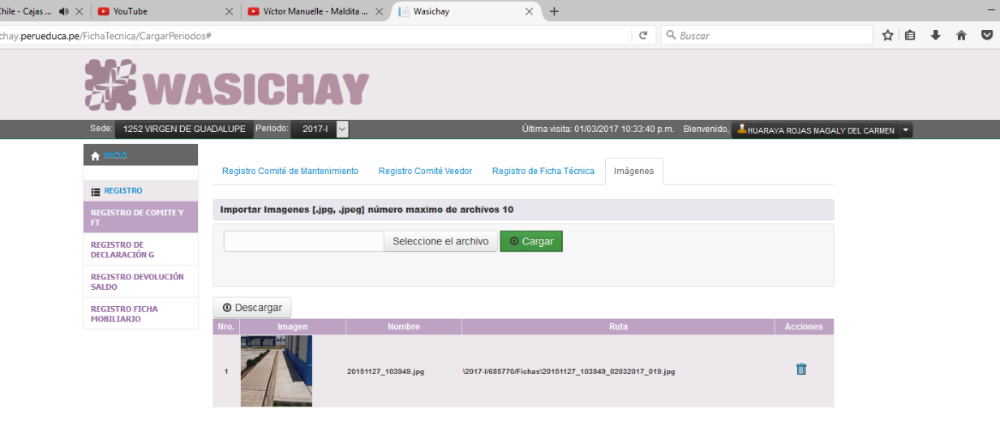 Chile - Cajas ...
YouTube
Víctor Manuelle - Maldita ...
Wasichay
chay.perueduca.pe/FichaTecnica/CargarPeriodos#
Buscar
WASICHAY
Sede: 1252 VIRGEN DE GUADALUPE Periodo: 2017-I Última visita: 01/03/2017 10:33:40 p.m. Bienvenido, HUARAYA ROJAS MAGALY DEL CARMEN
INICIO
REGISTRO
REGISTRO DE COMITE Y
FT
REGISTRO DE
DECLARACIÓN G
REGISTRO DEVOLUCIÓN
SALDO
REGISTRO FICHA
MOBILIARIO
Registro Comité de Mantenimiento Registro Comité Veedor Registro de Ficha Técnica Imágenes
Importar Imagenes [.jpg, .jpeg] número maximo de archivos 10
Seleccione el archivo Cargar
Descargar
Nro. Imagen Nombre Ruta Acciones
1 20151127_103949.jpg \2017-I/685770/Fichas\20151127_103949_02032017_019.jpg